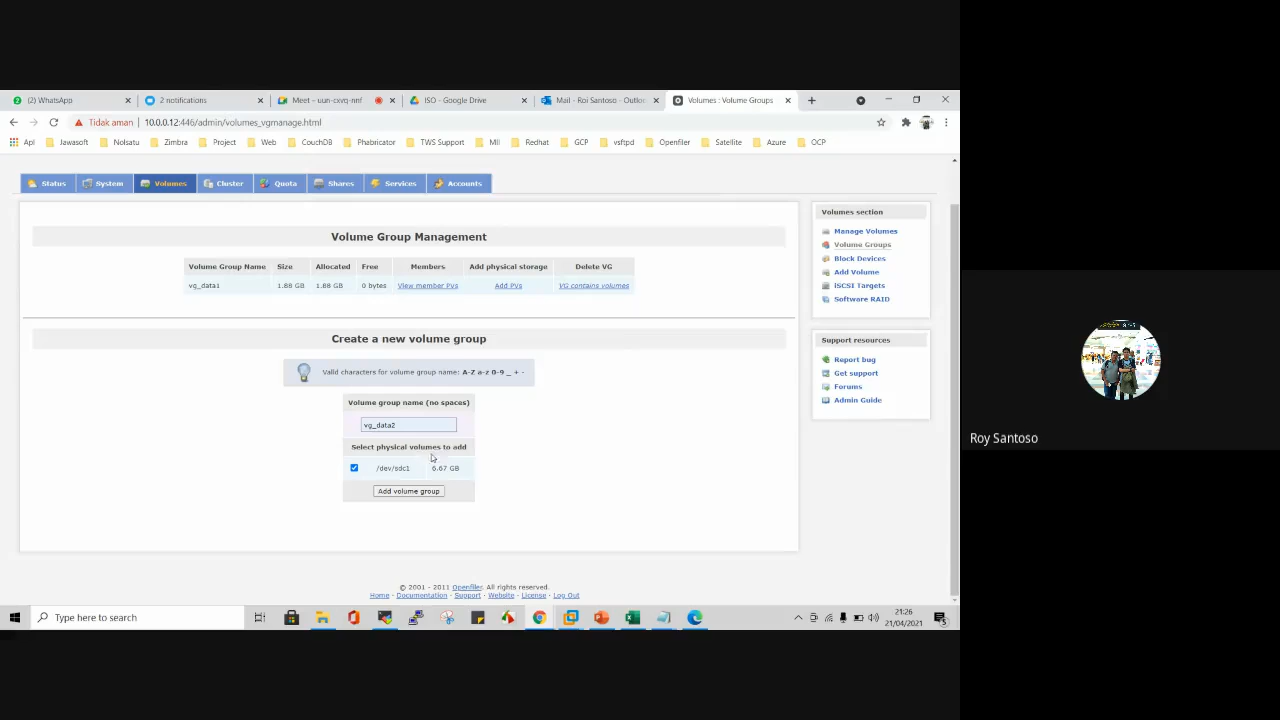 (2) WhatsApp
2 notifications
Meet – uun-cxvq-nnf
ISO - Google Drive
Mail - Roi Santoso - Outlo
Volumes : Volume Groups
Tidak aman
10.0.0.12:446/admin/volumes_vgmanage.html
Apl
Jawasoft
Nolsatu
Zimbra
Project
Web
CouchDB
Phabricator
TWS Support
MII
Redhat
GCP
vsftpd
Openfiler
Satellite
Azure
OCP
Status
System
Volumes
Cluster
Quota
Shares
Services
Accounts
Volume Group Management
Volume Group Name Size Allocated Free Members Add physical storage Delete VG
vg_data1 1.88 GB 1.88 GB 0 bytes View member PVs Add PVs VG contains volumes
Create a new volume group
Valid characters for volume group name: A-Z a-z 0-9 _ + -
Volume group name (no spaces)
vg_data2
Select physical volumes to add
/dev/sdc1 6.67 GB
Add volume group
Volumes section
Manage Volumes
Volume Groups
Block Devices
Add Volume
iSCSI Targets
Software RAID
Support resources
Report bug
Get support
Forums
Admin Guide
© 2001 - 2011 Openfiler. All rights reserved.
Home - Documentation - Support - Website - License - Log Out
Type here to search
21:26
21/04/2021
5
Roy Santoso